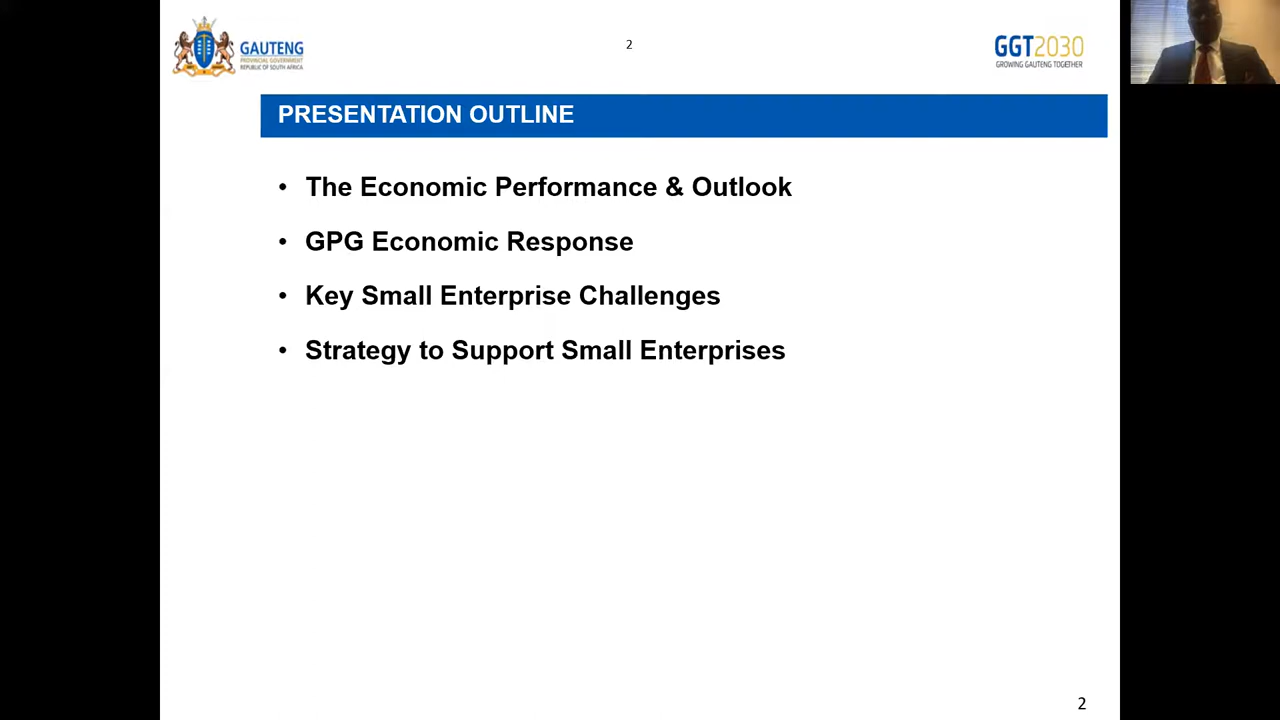 GAUTENG
PROVINCIAL GOVERNMENT
REPUBLIC OF SOUTH AFRICA
2
GGT2030
GROWING GAUTENG TOGETHER
PRESENTATION OUTLINE
• The Economic Performance & Outlook
• GPG Economic Response
• Key Small Enterprise Challenges
• Strategy to Support Small Enterprises
2